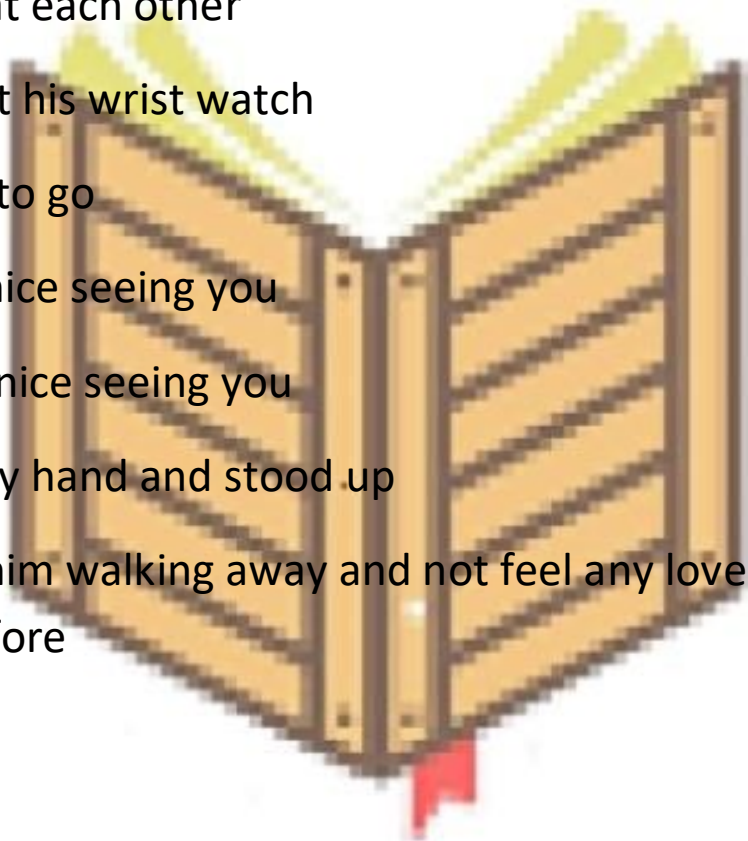 at each other
t his wrist watch
to go
nice seeing you
nice seeing you
y hand and stood up
him walking away and not feel any love
fore